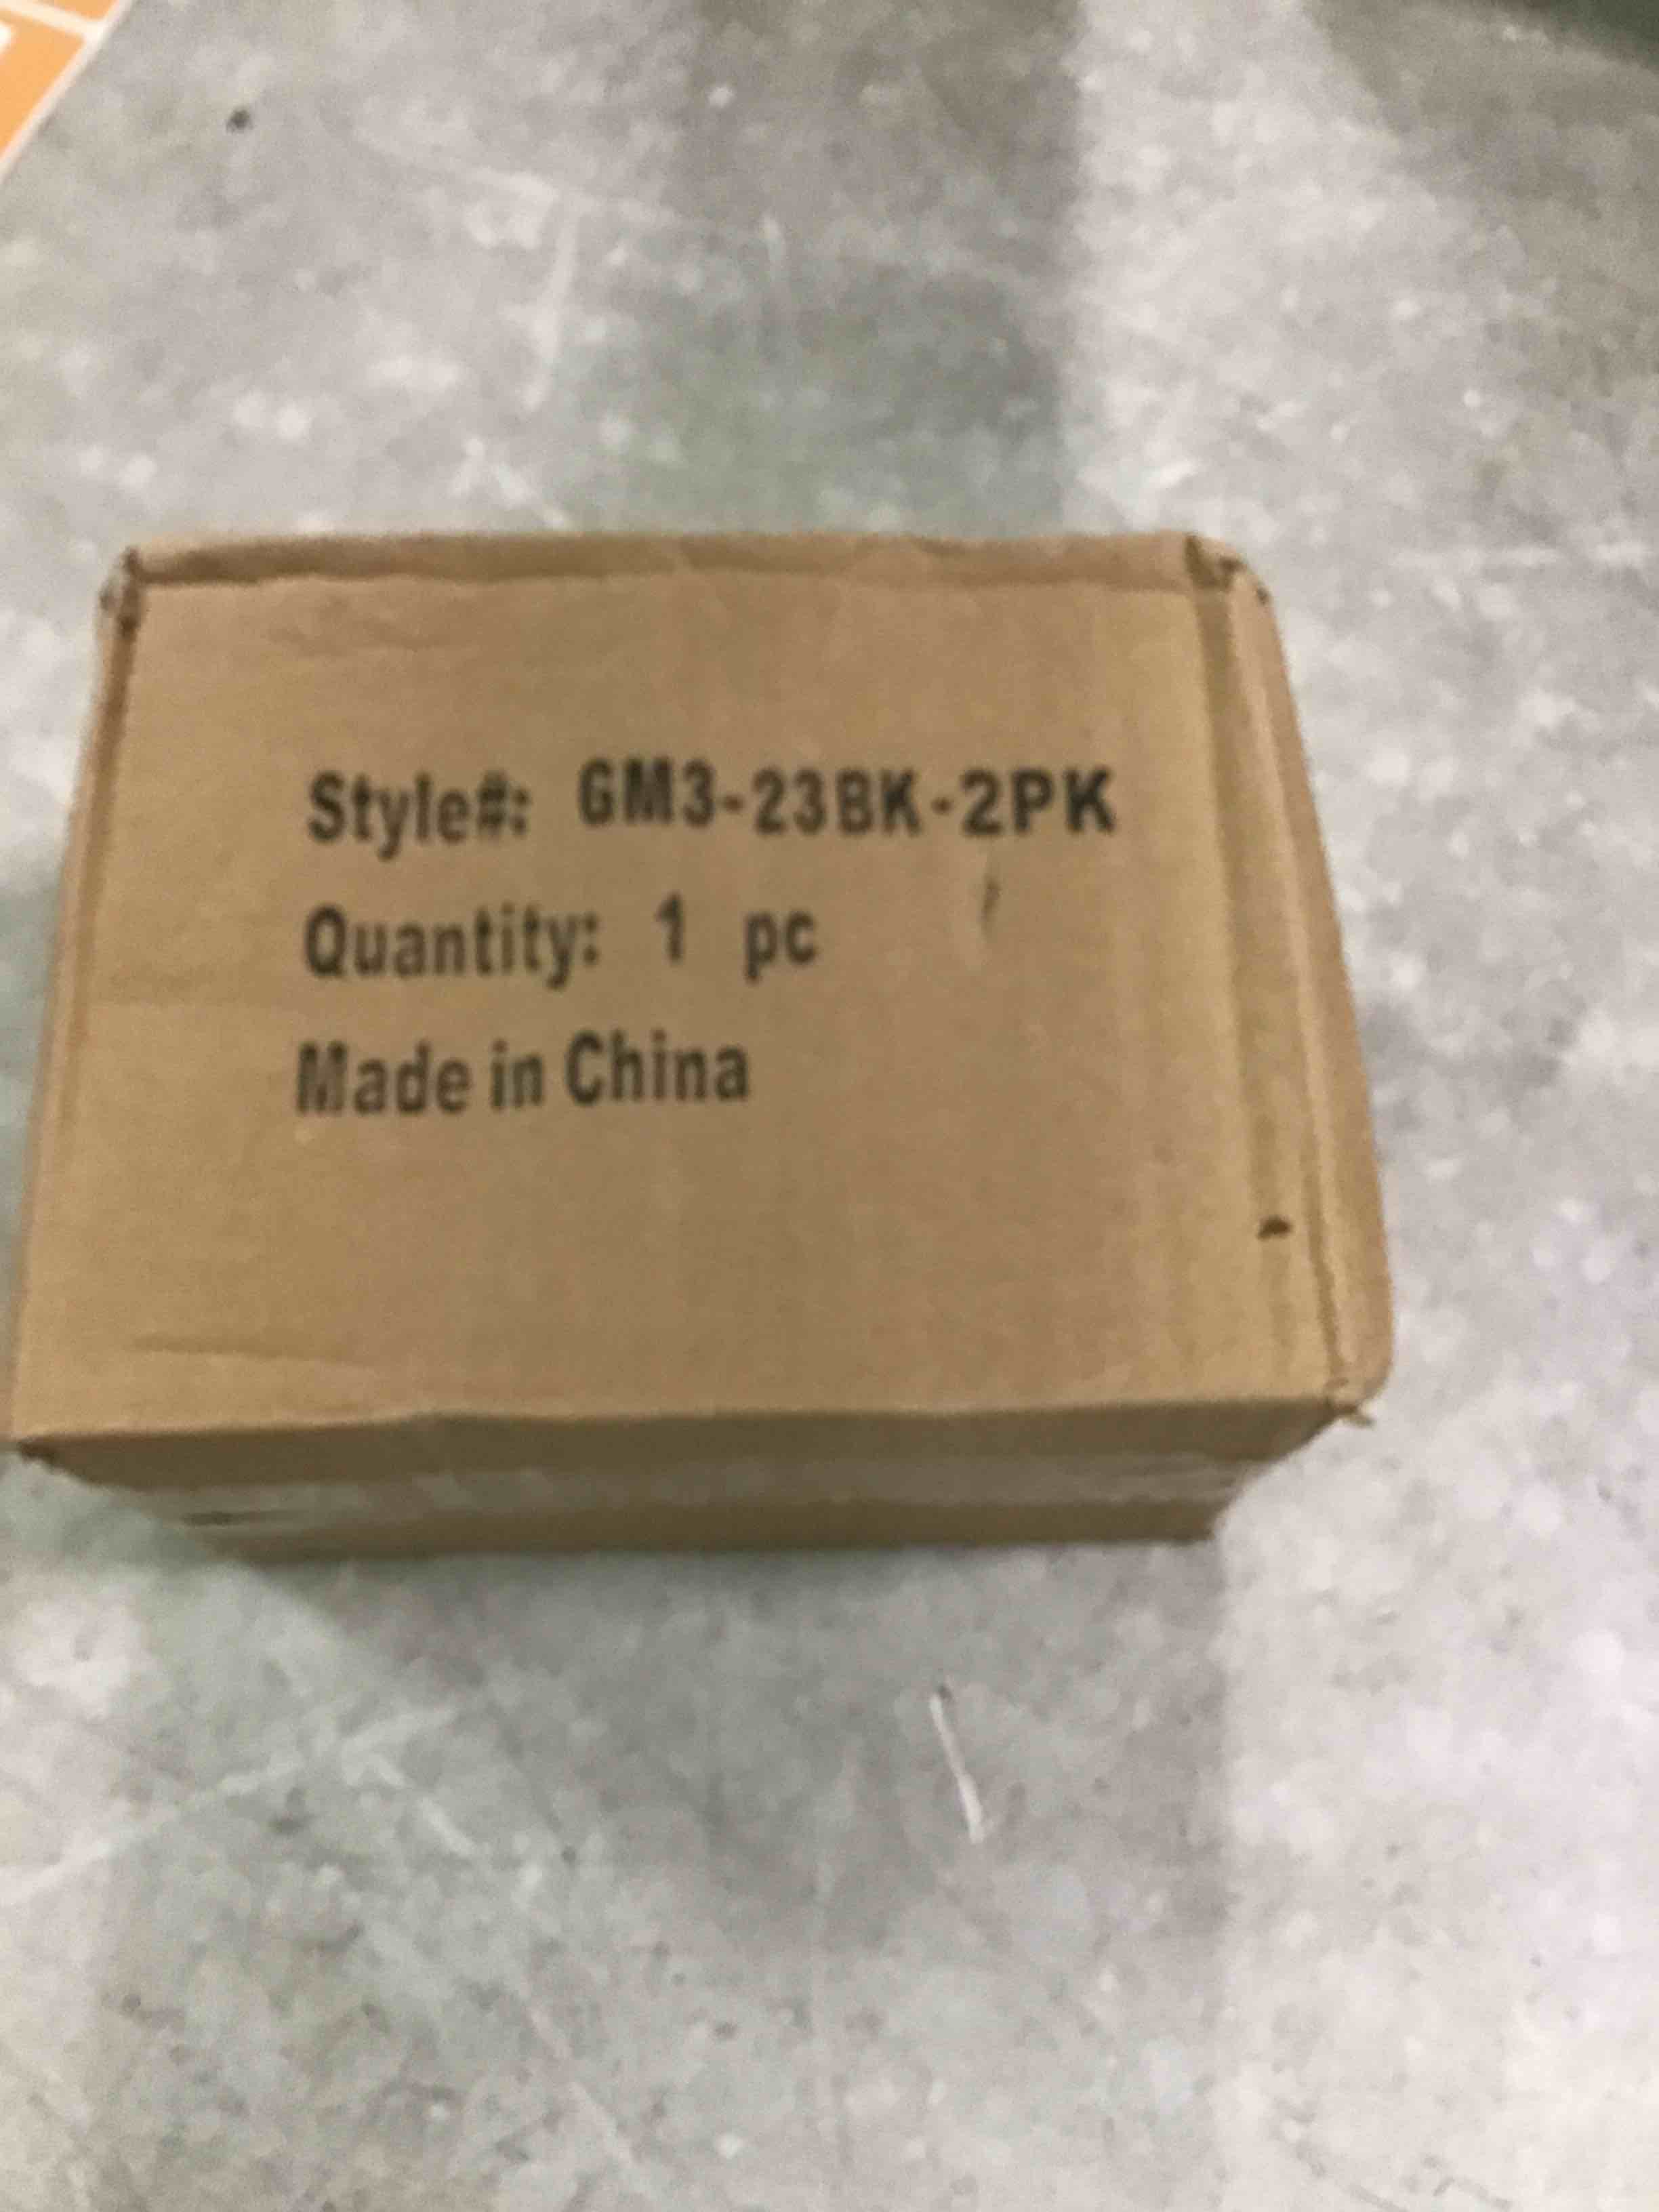 Style#: GM3-23BK-2PK
Quantity: 1 pc
Made in China